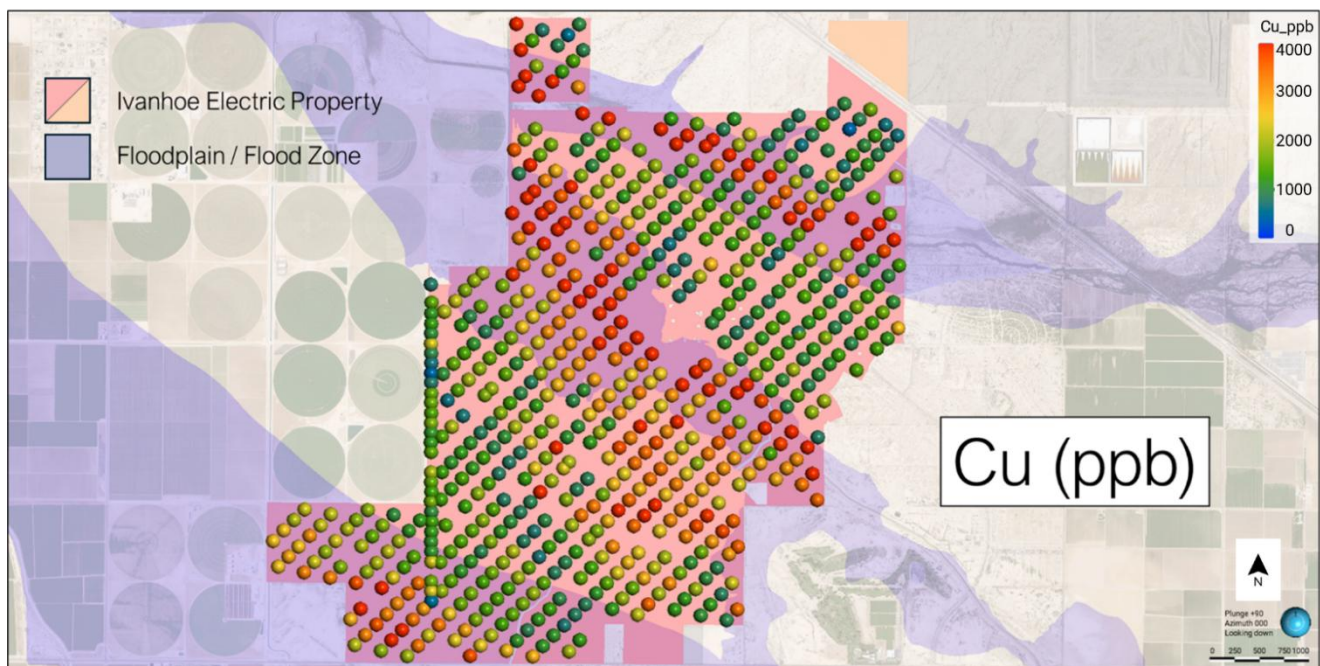 Cu_ppb
4000
3000
2000
1000
0
Ivanhoe Electric Property
Floodplain / Flood Zone
Cu (ppb)
N
Plunge +90
Azimuth 000
Looking down
0 250 500 750 1000